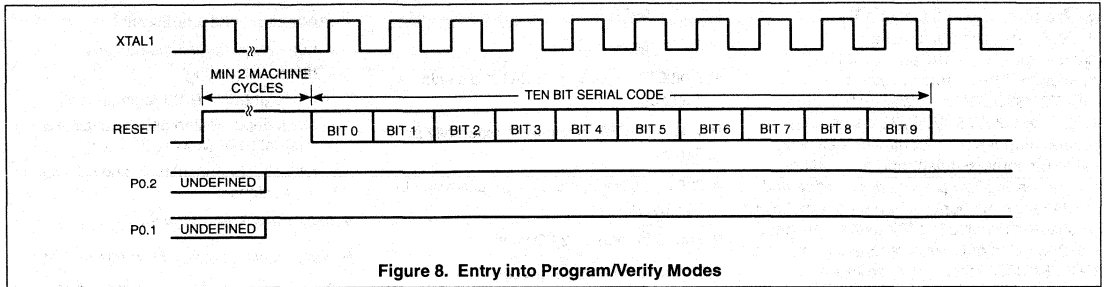 XTAL1
MIN 2 MACHINE
CYCLES
TEN BIT SERIAL CODE
RESET
BIT 0 BIT 1 BIT 2 BIT 3 BIT 4 BIT 5 BIT 6 BIT 7 BIT 8 BIT 9
P0.2 UNDEFINED
P0.1 UNDEFINED
Figure 8. Entry into Program/Verify Modes